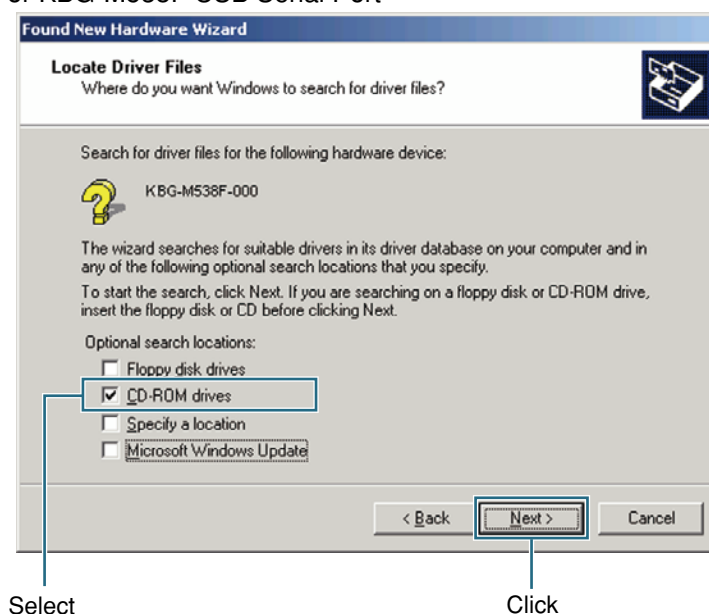 Found New Hardware Wizard
Locate Driver Files
Where do you want Windows to search for driver files?
Search for driver files for the following hardware device:
KBG-M538F-000
The wizard searches for suitable drivers in its driver database on your computer and in
any of the following optional search locations that you specify.
To start the search, click Next. If you are searching on a floppy disk or CD-ROM drive,
insert the floppy disk or CD before clicking Next.
Optional search locations:
Floppy disk drives
CD-ROM drives
Specify a location
Microsoft Windows Update
< Back Next > Cancel
Select Click